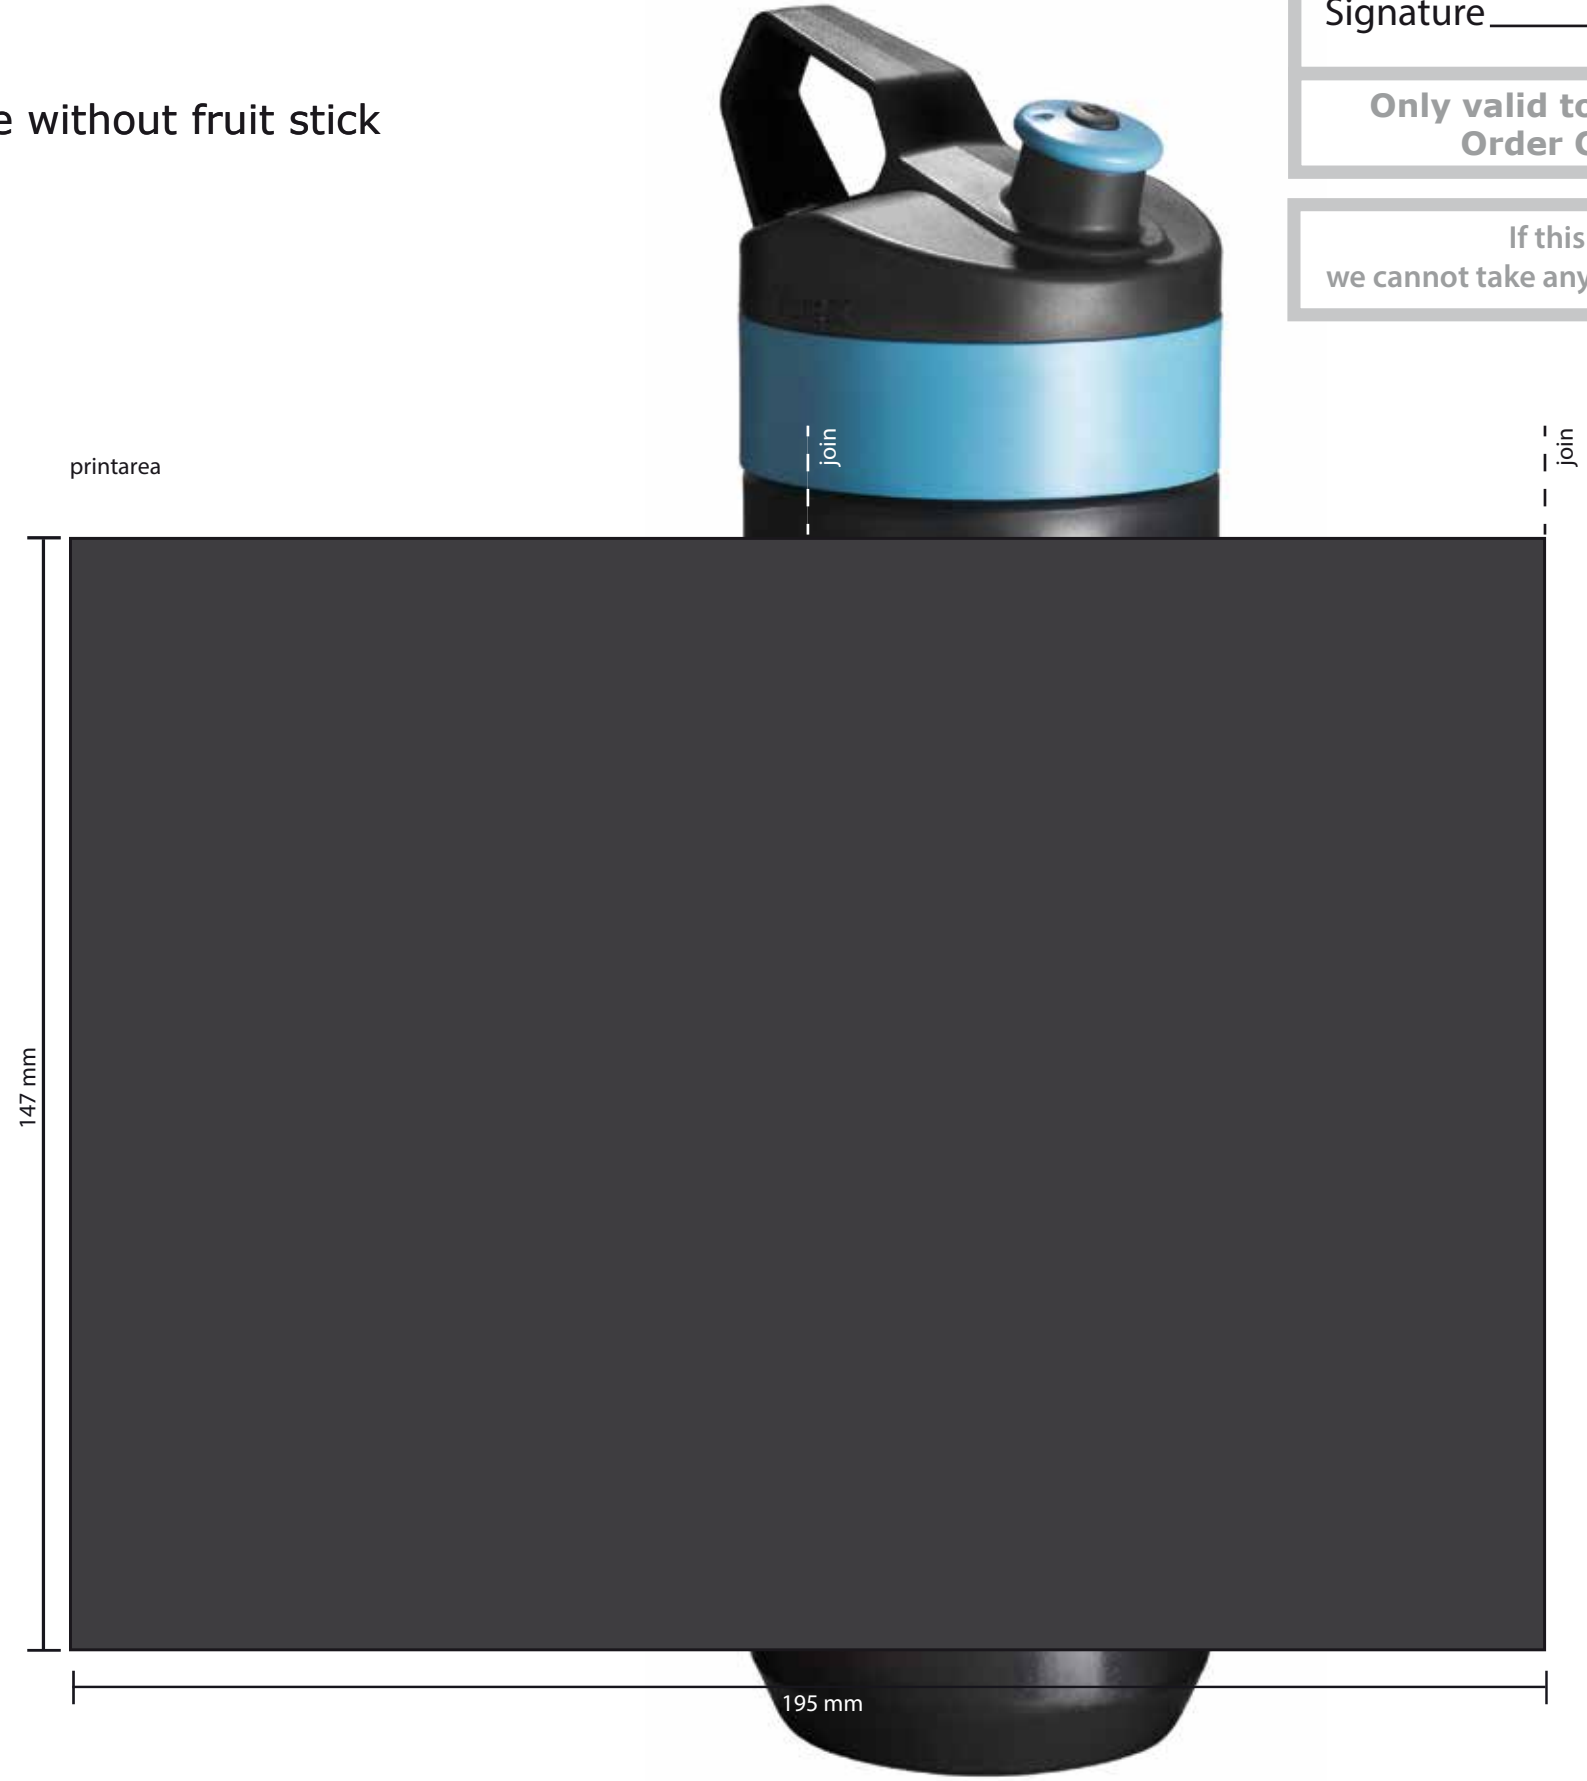 Signature
e without fruit stick
Only valid to
Order
If this
we cannot take any
join
join
printarea
147 mm
195 mm